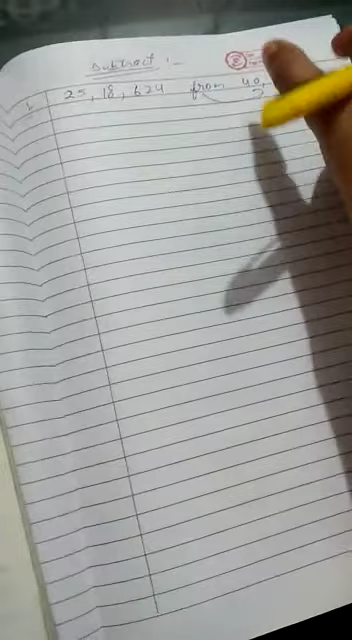 Subtract :-
1. 25,18,624 from 40,
?